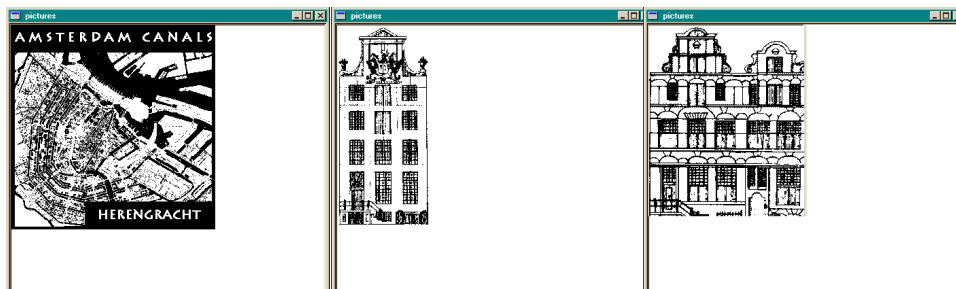 pictures
AMSTERDAM CANALS
HERENGRACHT
pictures
pictures